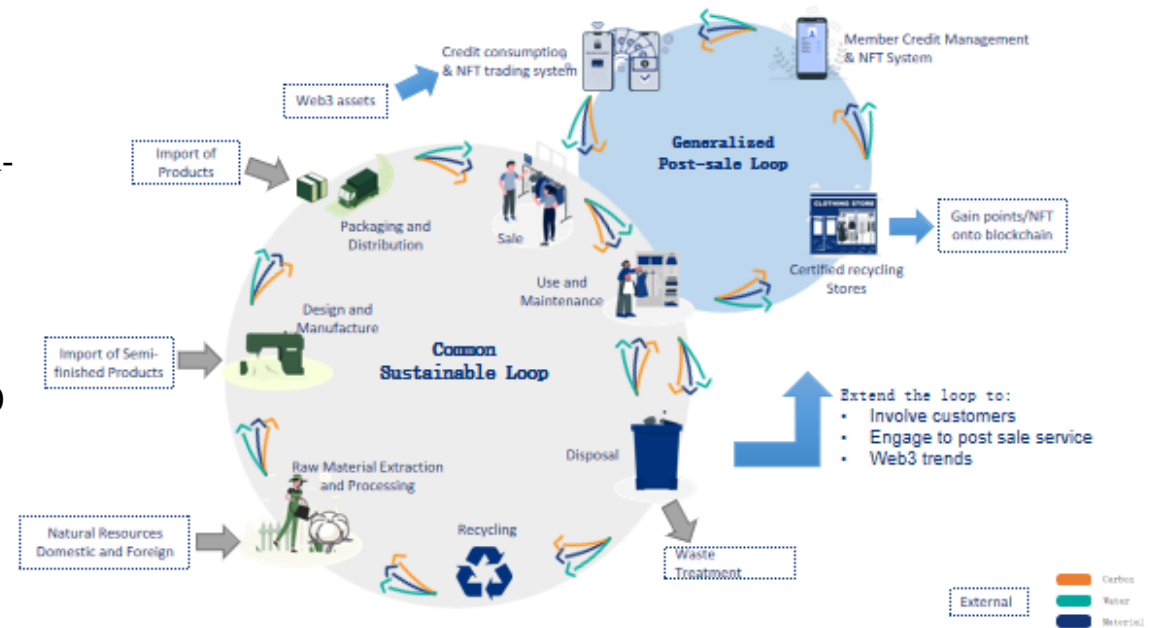 Credit consumption
& NFT trading system
Member Credit Management
& NFT System
Web3 assets
Generalized
Post-sale Loop
Import of
Products
Packaging and
Distribution
Sale
CLOTHING STORE
Gain points/NFT
onto blockchain
Certified recycling
Stores
Use and
Maintenance
Design and
Manufacture
Import of Semi-
finished Products
Common
Sustainable Loop
Extend the loop to:
• Involve customers
• Engage to post sale service
• Web3 trends
Disposal
Raw Material Extraction
and Processing
Natural Resources
Domestic and Foreign
Recycling
Waste
Treatment
External
Carbon
Water
Material